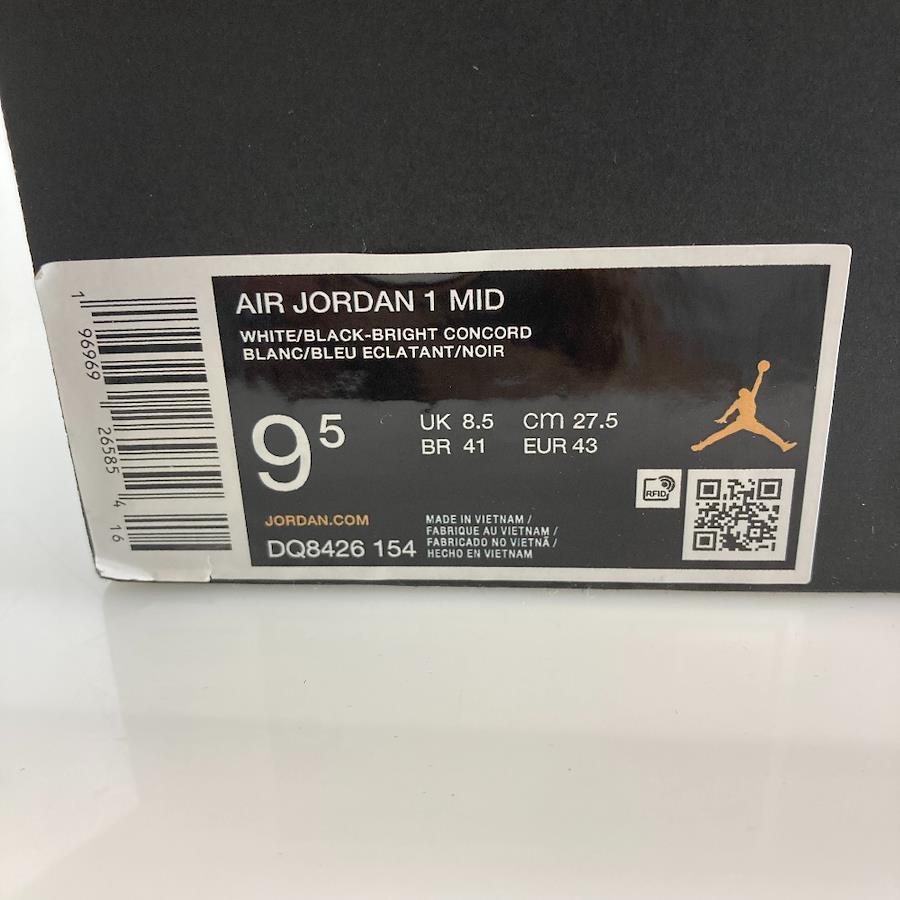 1 96969 26585 4 16
AIR JORDAN 1 MID
WHITE/BLACK-BRIGHT CONCORD
BLANC/BLEU ECLATANT/NOIR
9 5
UK 8.5 cm 27.5
BR 41 EUR 43
RFID
JORDAN.COM
DQ8426 154
MADE IN VIETNAM /
FABRIQUE AU VIETNAM /
FABRICADO NO VIETNÃ /
HECHO EN VIETNAM